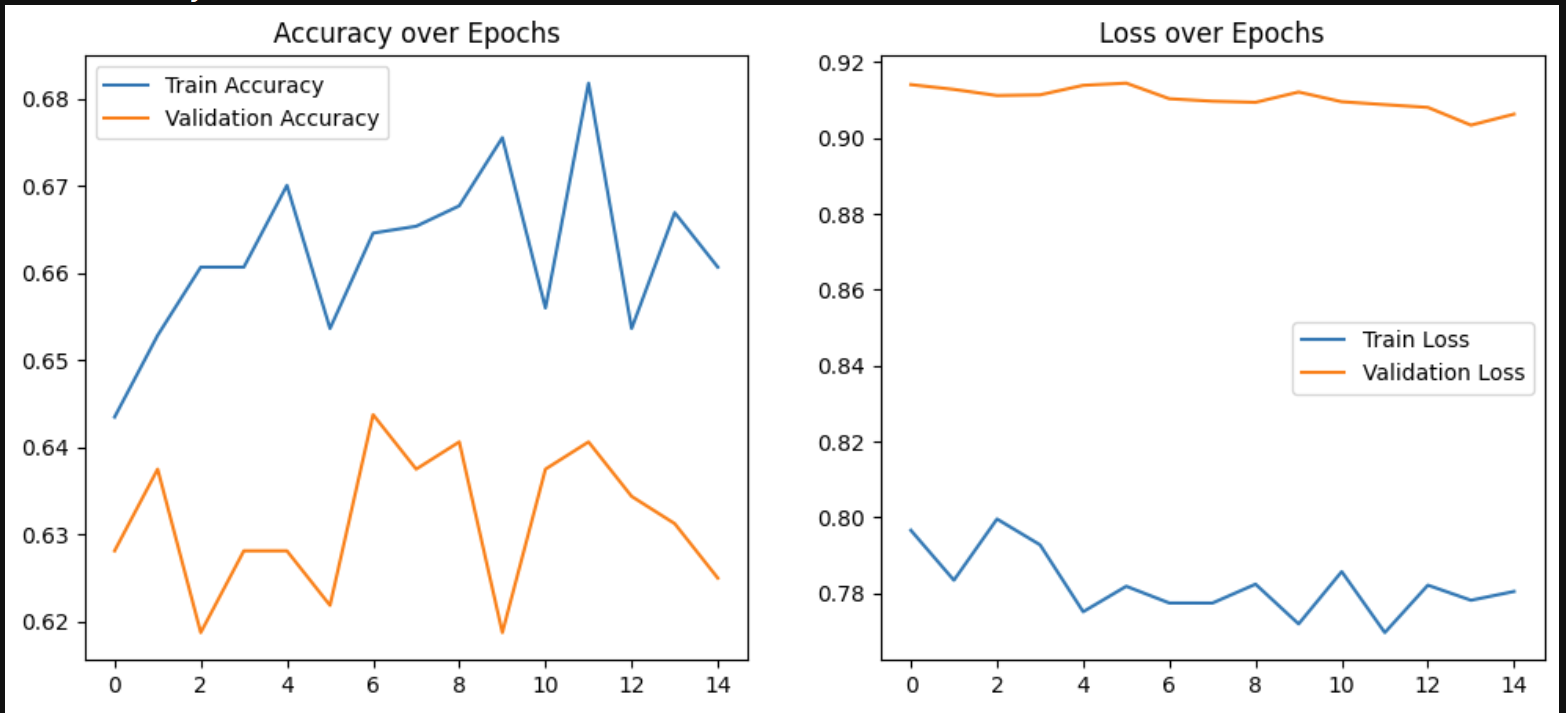 Accuracy over Epochs
Train Accuracy
Validation Accuracy
0.68
0.67
0.66
0.65
0.64
0.63
0.62
0 2 4 6 8 10 12 14
Loss over Epochs
0.92
0.90
0.88
0.86
0.84
0.82
0.80
0.78
Train Loss
Validation Loss
0 2 4 6 8 10 12 14